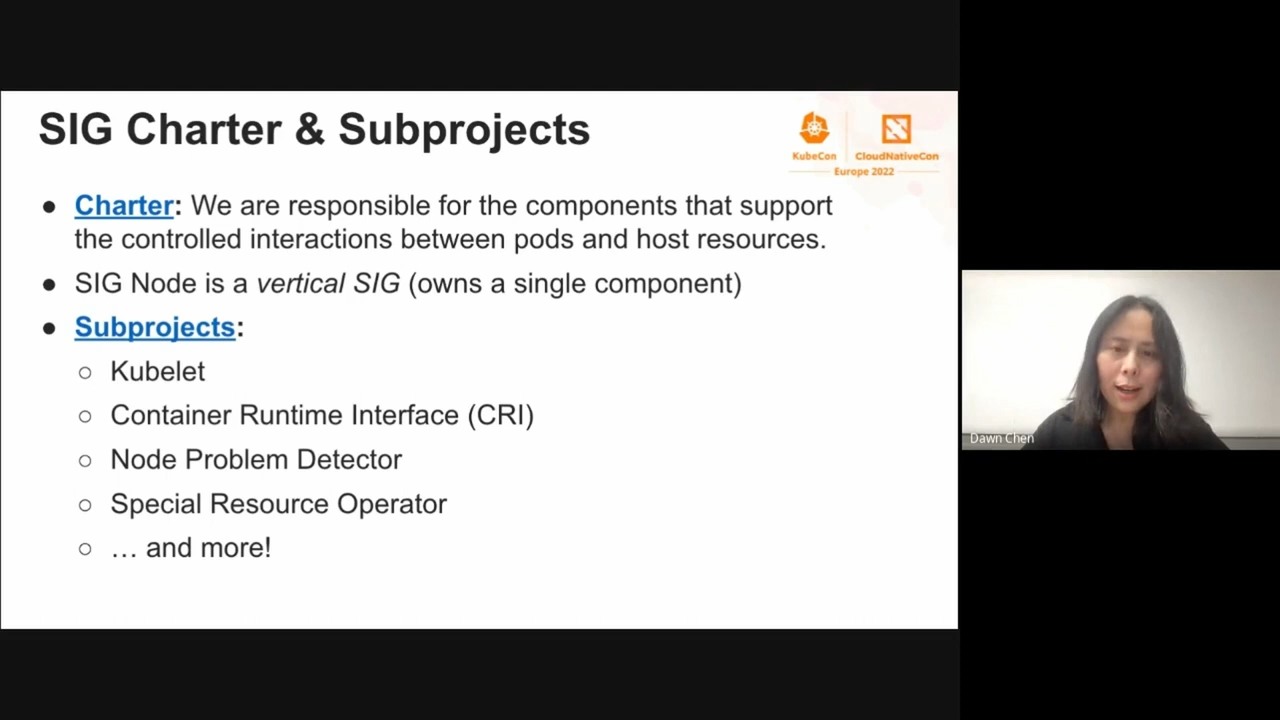 SIG Charter & Subprojects
KubeCon
CloudNativeCon
Europe 2022
● Charter: We are responsible for the components that support
the controlled interactions between pods and host resources.
● SIG Node is a vertical SIG (owns a single component)
● Subprojects:
○ Kubelet
○ Container Runtime Interface (CRI)
○ Node Problem Detector
○ Special Resource Operator
○ … and more!
Dawn Chen